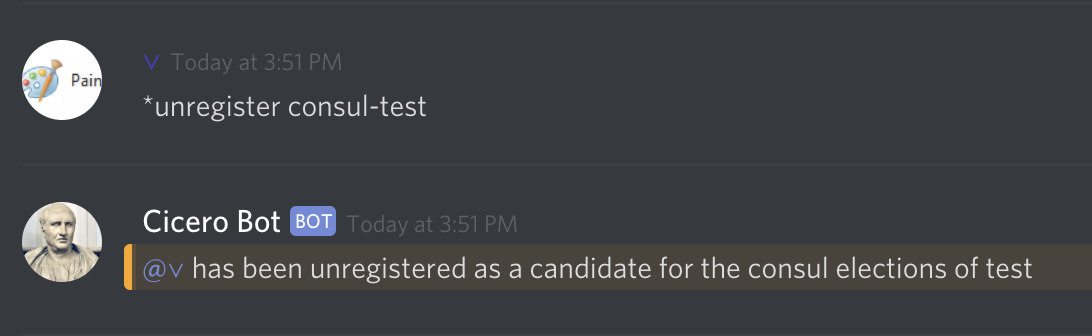 Pain
v Today at 3:51 PM
*unregister consul-test
Cicero Bot BOT Today at 3:51 PM
@v has been unregistered as a candidate for the consul elections of test